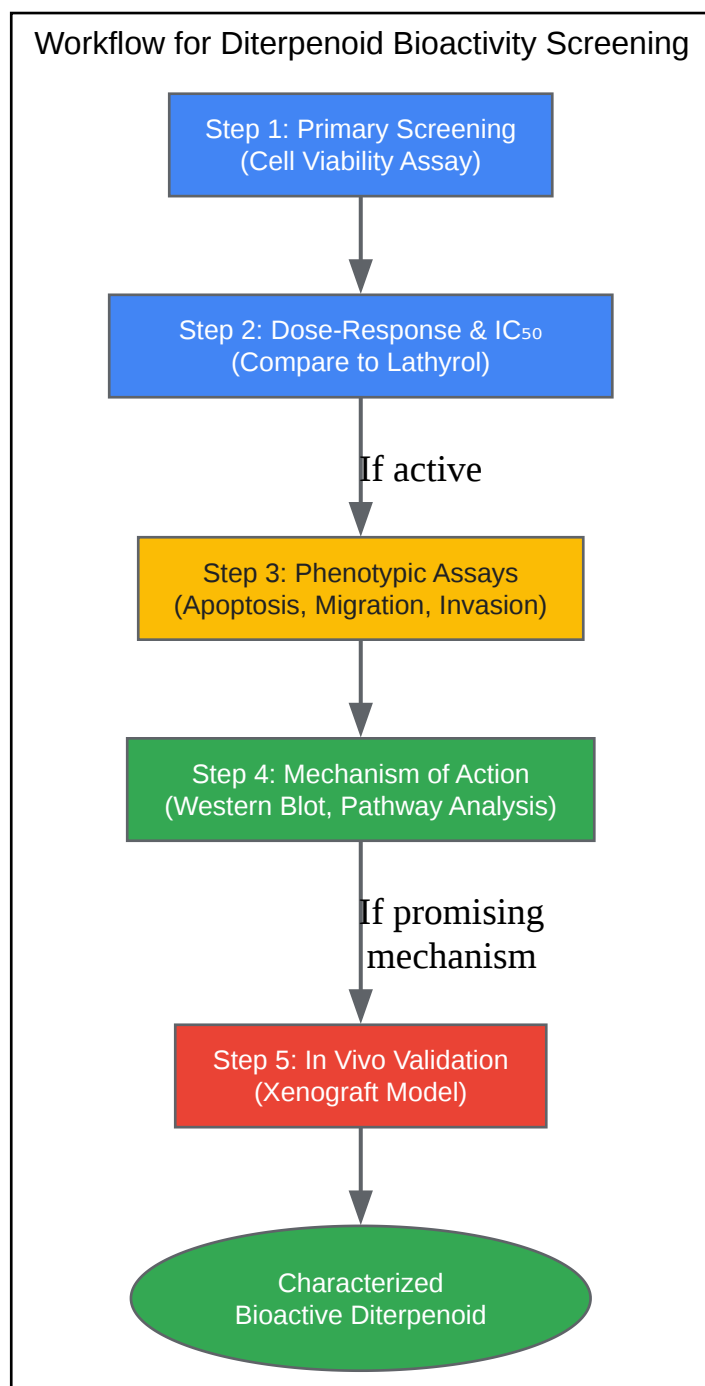 Workflow for Diterpenoid Bioactivity Screening
Step 1: Primary Screening
(Cell Viability Assay)
Step 2: Dose-Response & IC₅₀
(Compare to Lathyrol)
If active
Step 3: Phenotypic Assays
(Apoptosis, Migration, Invasion)
Step 4: Mechanism of Action
(Western Blot, Pathway Analysis)
If promising
mechanism
Step 5: In Vivo Validation
(Xenograft Model)
Characterized
Bioactive Diterpenoid